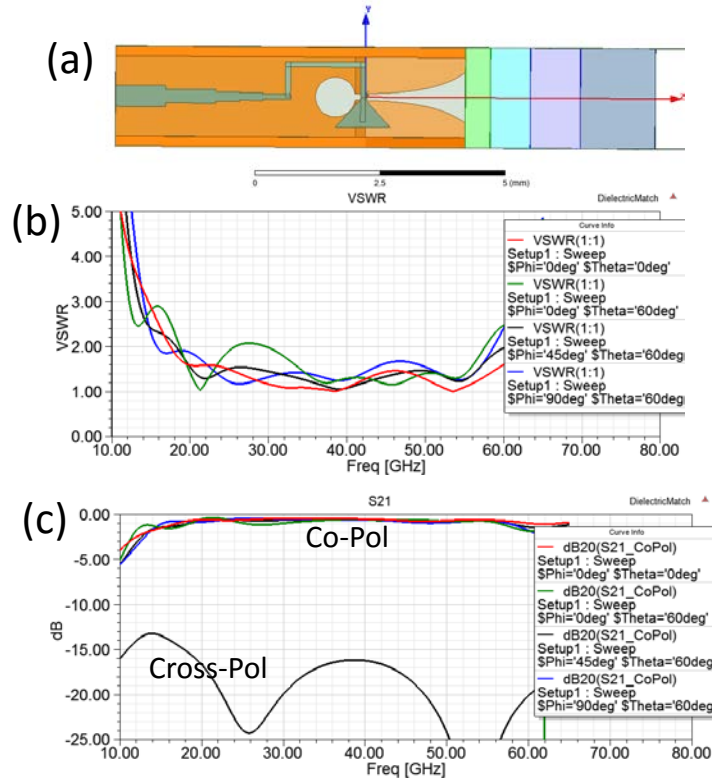 (a)
Y
0 2.5 5 (mm)
(b)
VSWR DielectricMatch
5.00
4.00
3.00
2.00
1.00
0.00
VSWR
10.00 20.00 30.00 40.00 50.00 60.00 70.00 80.00
Freq [GHz]
Curve Info
VSWR(1:1)
Setup1 : Sweep
$Phi='0deg' $Theta='0deg'
VSWR(1:1)
Setup1 : Sweep
$Phi='0deg' $Theta='60deg'
VSWR(1:1)
Setup1 : Sweep
$Phi='45deg' $Theta='60deg
VSWR(1:1)
Setup1 : Sweep
$Phi='90deg' $Theta='60deg
(c)
S21 DielectricMatch
0.00
-5.00
-10.00
-15.00
-20.00
-25.00
dB
Co-Pol
Cross-Pol
10.00 20.00 30.00 40.00 50.00 60.00 70.00 80.00
Freq [GHz]
Curve Info
dB20(S21_CoPol)
Setup1 : Sweep
$Phi='0deg' $Theta='0deg'
dB20(S21_CoPol)
Setup1 : Sweep
$Phi='0deg' $Theta='60deg'
dB20(S21_CoPol)
Setup1 : Sweep
$Phi='45deg' $Theta='60deg
dB20(S21_CoPol)
Setup1 : Sweep
$Phi='90deg' $Theta='60deg